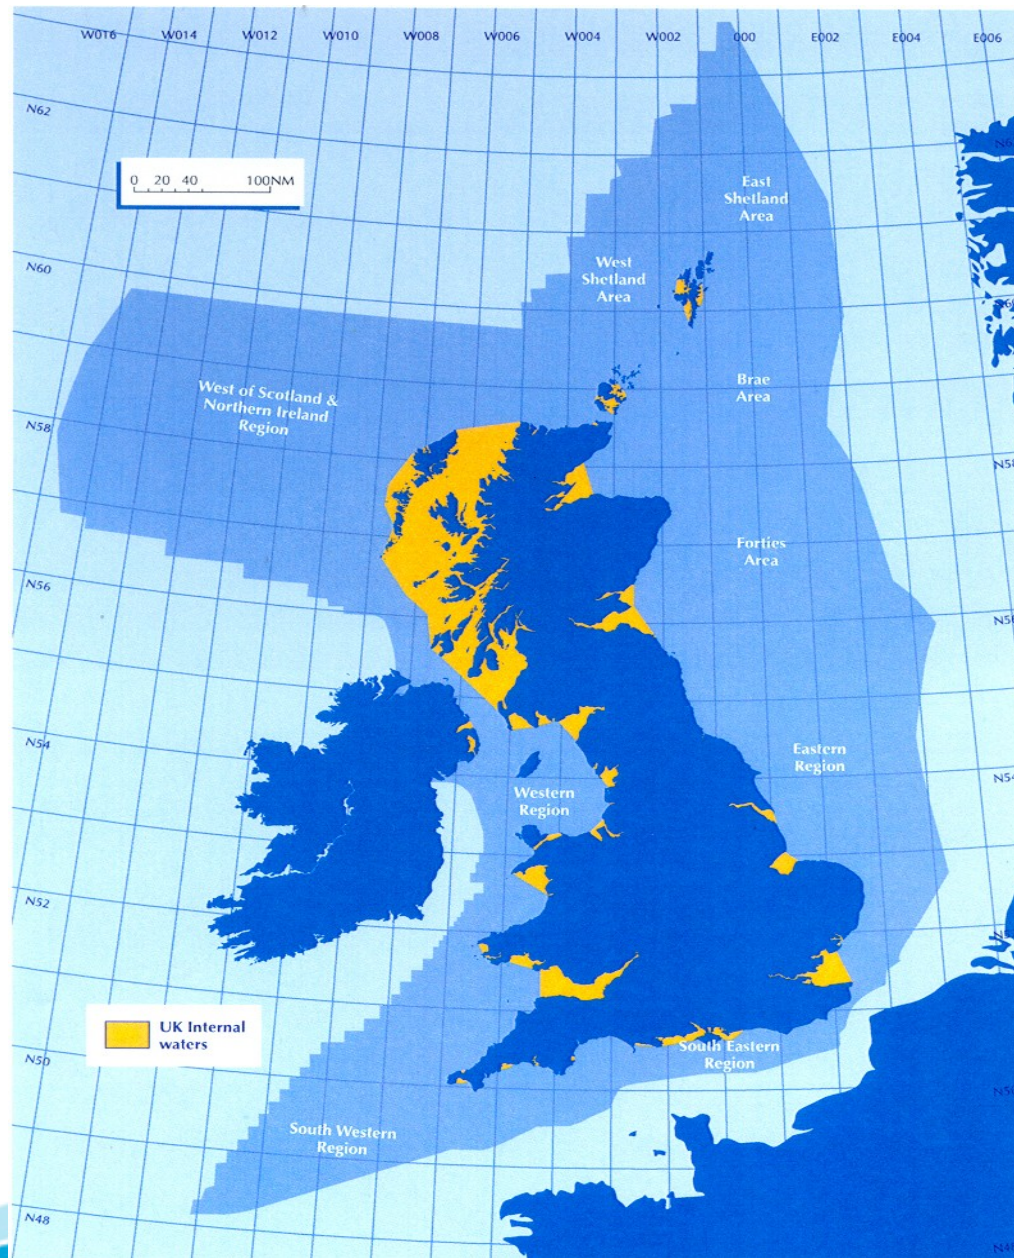 W016 W014 W012 W010 W008 W006 W004 W002 000 E002 E004 E006
N62
0 20 40 100NM
East
Shetland
Area
N60
West
Shetland
Area
West of Scotland &
Northern Ireland
Region
Brae
Area
N58
N58
Forties
Area
N56
N56
N54
Eastern
Region
N54
Western
Region
N52
UK Internal
waters
South Eastern
Region
N50
South Western
Region
N48